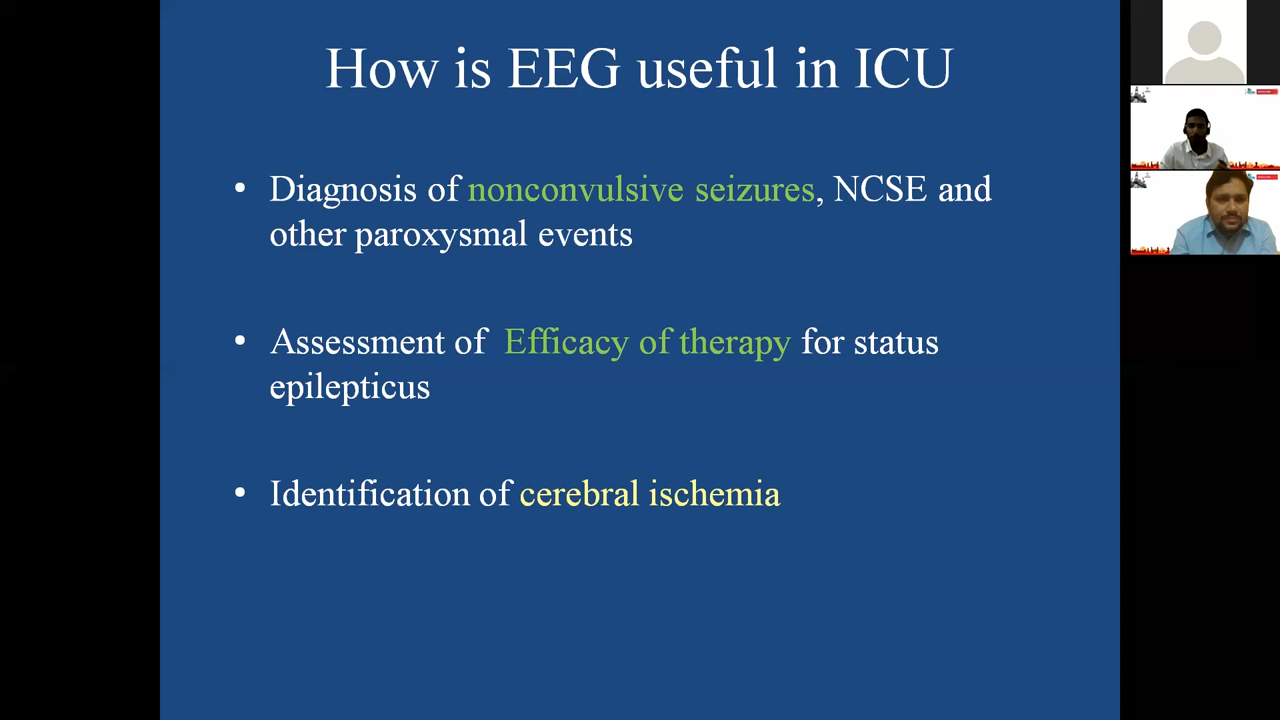 How is EEG useful in ICU
• Diagnosis of nonconvulsive seizures, NCSE and
other paroxysmal events
• Assessment of Efficacy of therapy for status
epilepticus
• Identification of cerebral ischemia